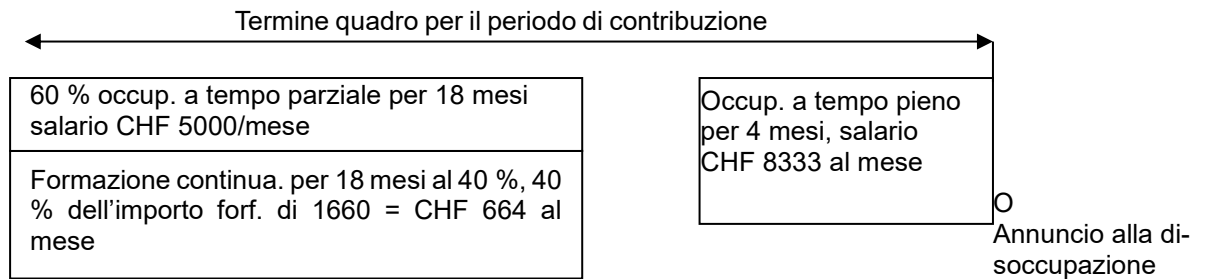 Termine quadro per il periodo di contribuzione
60 % occup. a tempo parziale per 18 mesi
salario CHF 5000/mese
Formazione continua. per 18 mesi al 40 %, 40
% dell’importo forf. di 1660 = CHF 664 al
mese
Occup. a tempo pieno
per 4 mesi, salario
CHF 8333 al mese
O
Annuncio alla di-
soccupazione